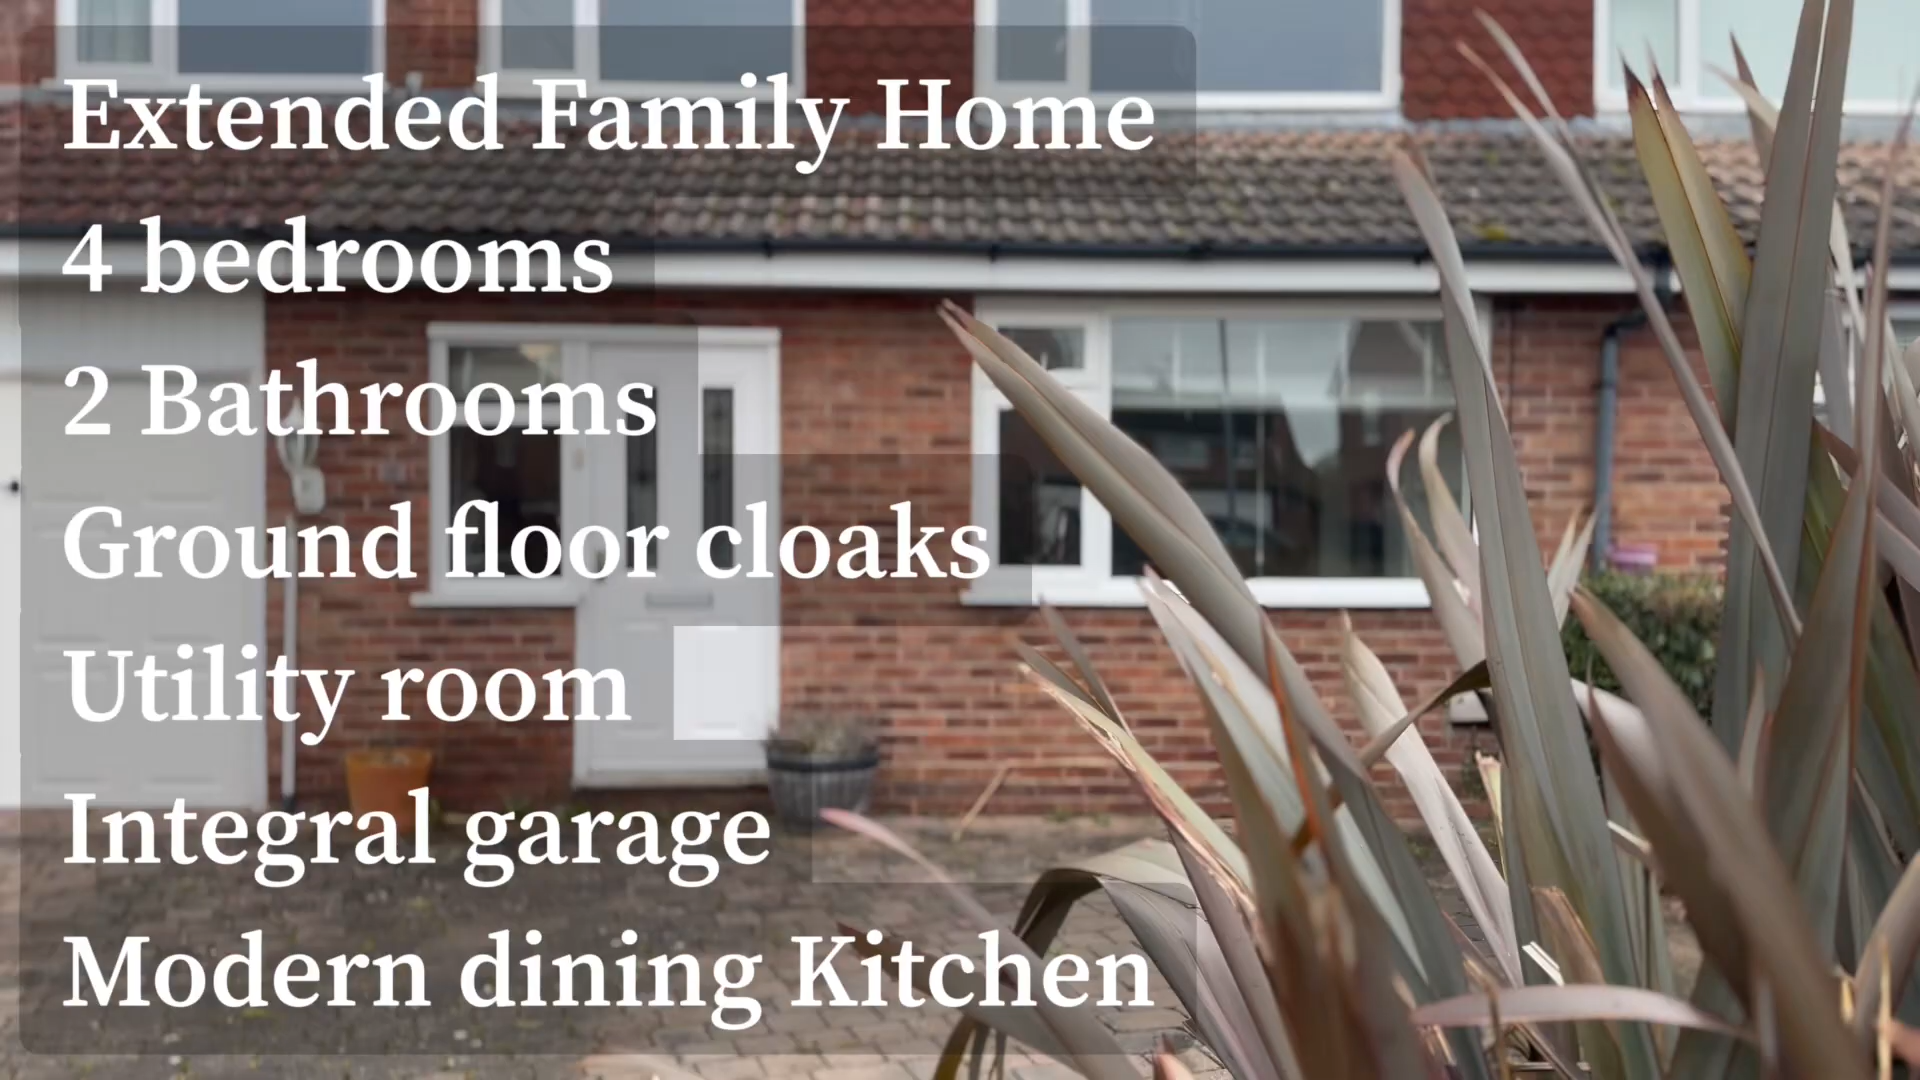 Extended Family Home
4 bedrooms
2 Bathrooms
Ground floor cloaks
Utility room
Integral garage
Modern dining Kitchen